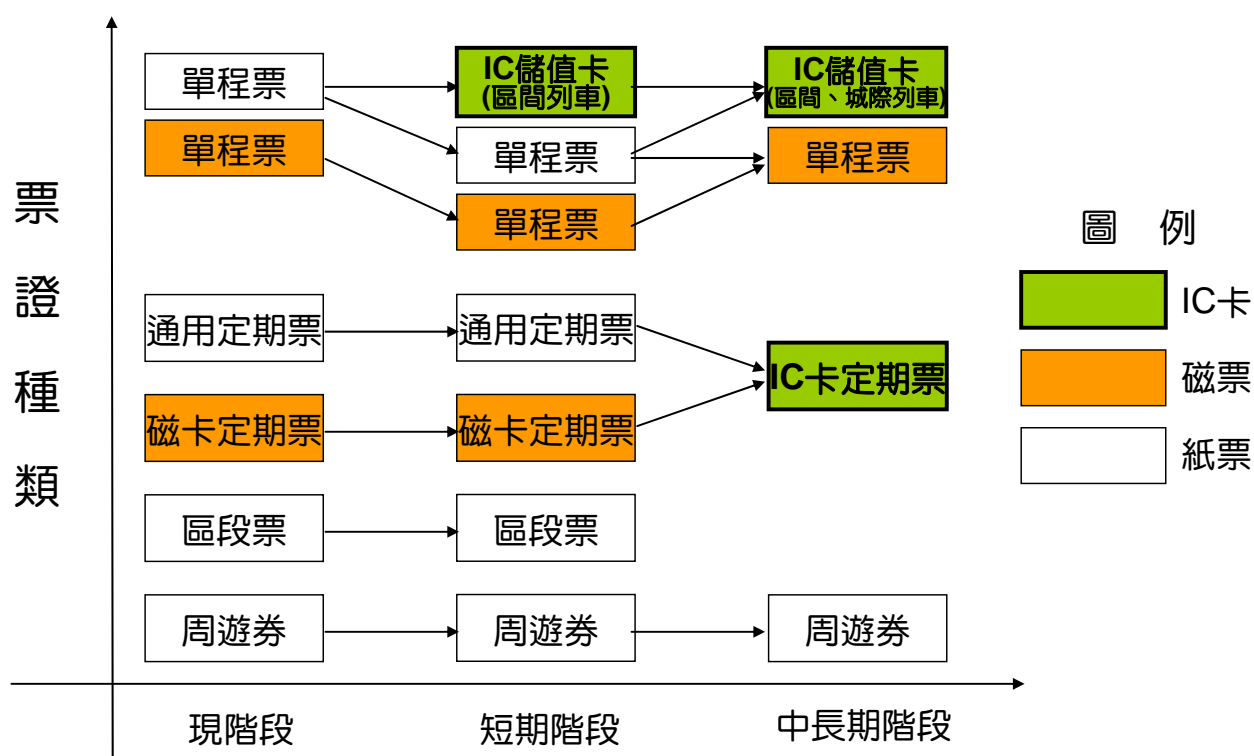 單程票
IC儲值卡
(區間列車)
IC儲值卡
(區間、城際列車)
單程票
單程票
單程票
單程票
票證種類
圖 例
IC卡
磁票
紙票
通用定期票
通用定期票
IC卡定期票
磁卡定期票
磁卡定期票
區段票
區段票
周遊券
周遊券
周遊券
現階段
短期階段
中長期階段